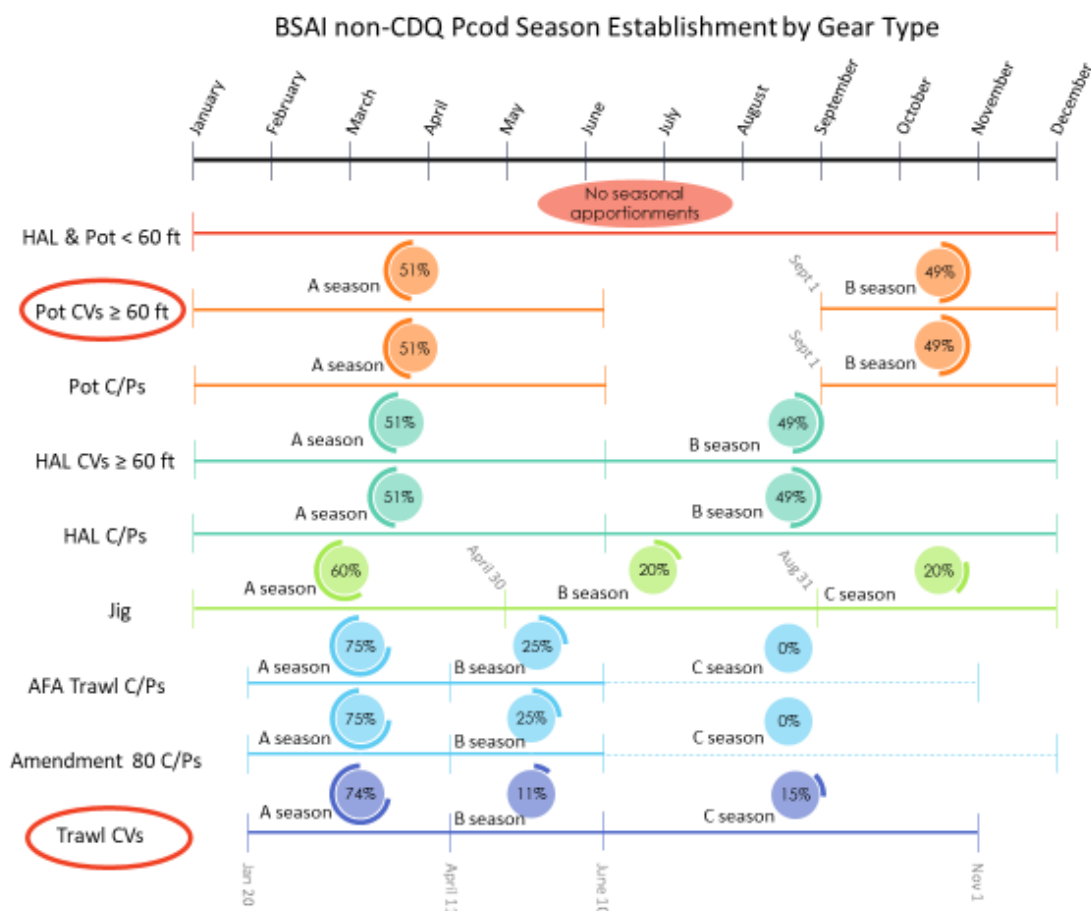 BSAI non-CDQ Pcod Season Establishment by Gear Type
January
February
March
April
May
June
July
August
September
October
November
December
No seasonal
apportionments
HAL & Pot < 60 ft
A season
51%
Sept 1
B season
49%
Pot CVs ≥ 60 ft
A season
51%
Sept 1
B season
49%
Pot C/Ps
A season
51%
B season
49%
HAL CVs ≥ 60 ft
A season
51%
B season
49%
HAL C/Ps
A season
60%
April 30
B season
20%
Aug 31
C season
20%
Jig
A season
75%
B season
25%
C season
0%
AFA Trawl C/Ps
A season
75%
B season
25%
C season
0%
Amendment 80 C/Ps
A season
74%
B season
11%
C season
15%
Trawl CVs
Jan 20
April 11
June 10
Nov 1